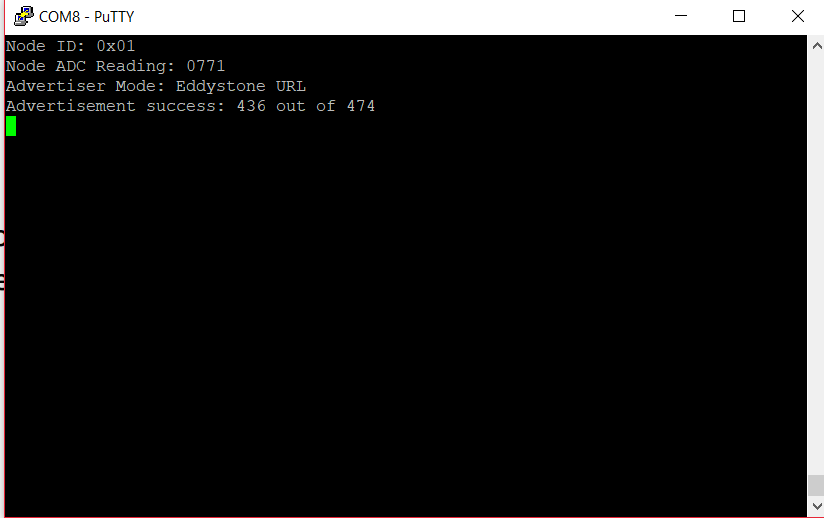 COM8 - PuTTY
Node ID: 0x01
Node ADC Reading: 0771
Advertiser Mode: Eddystone URL
Advertisement success: 436 out of 474